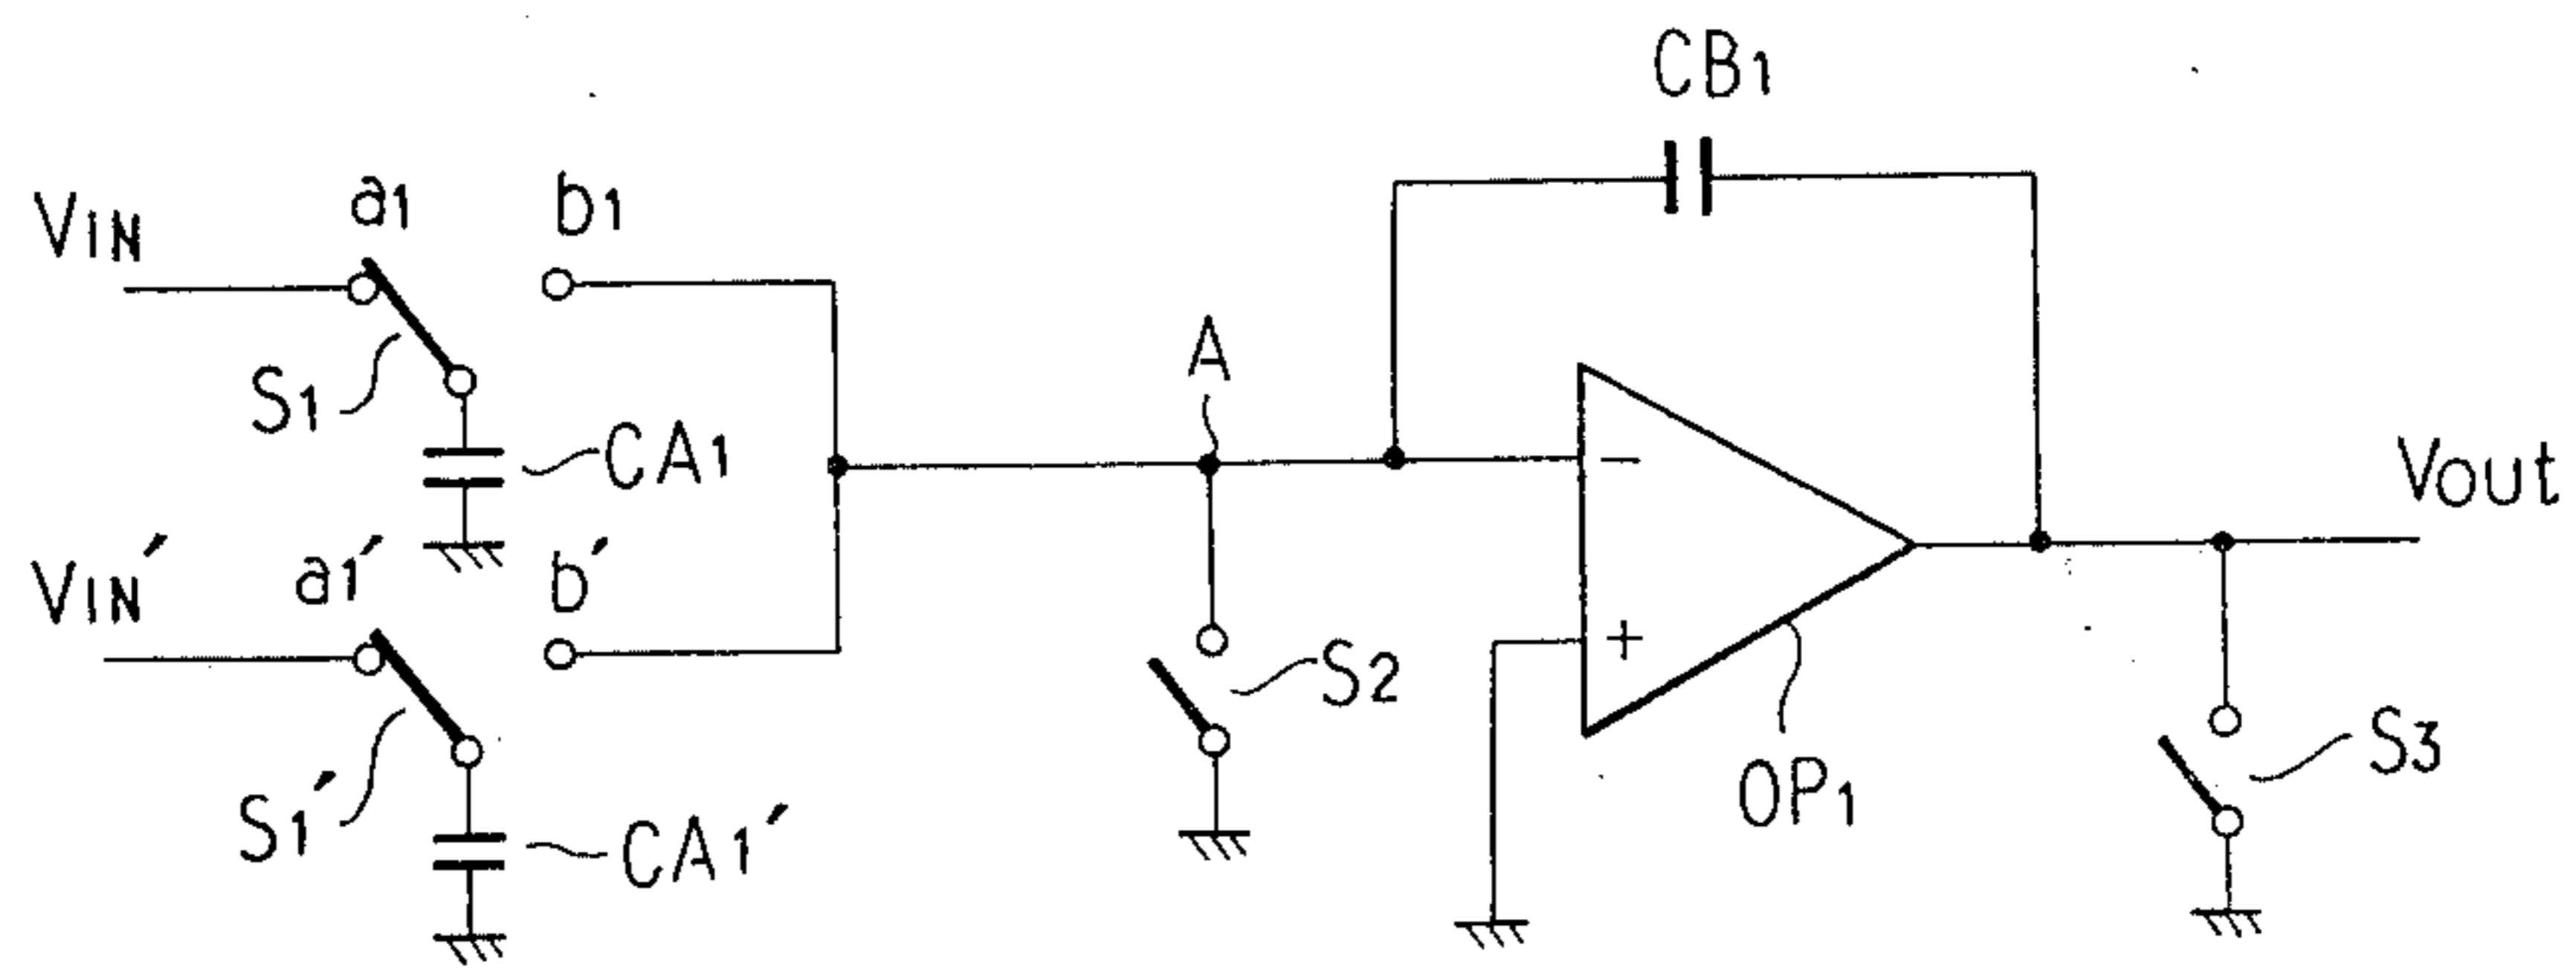 CB1
VIN
a1
b1
S1
CA1
A
VIN'
a1'
b'
S1'
CA1'
S2
−
+
OP1
VOUT
S3